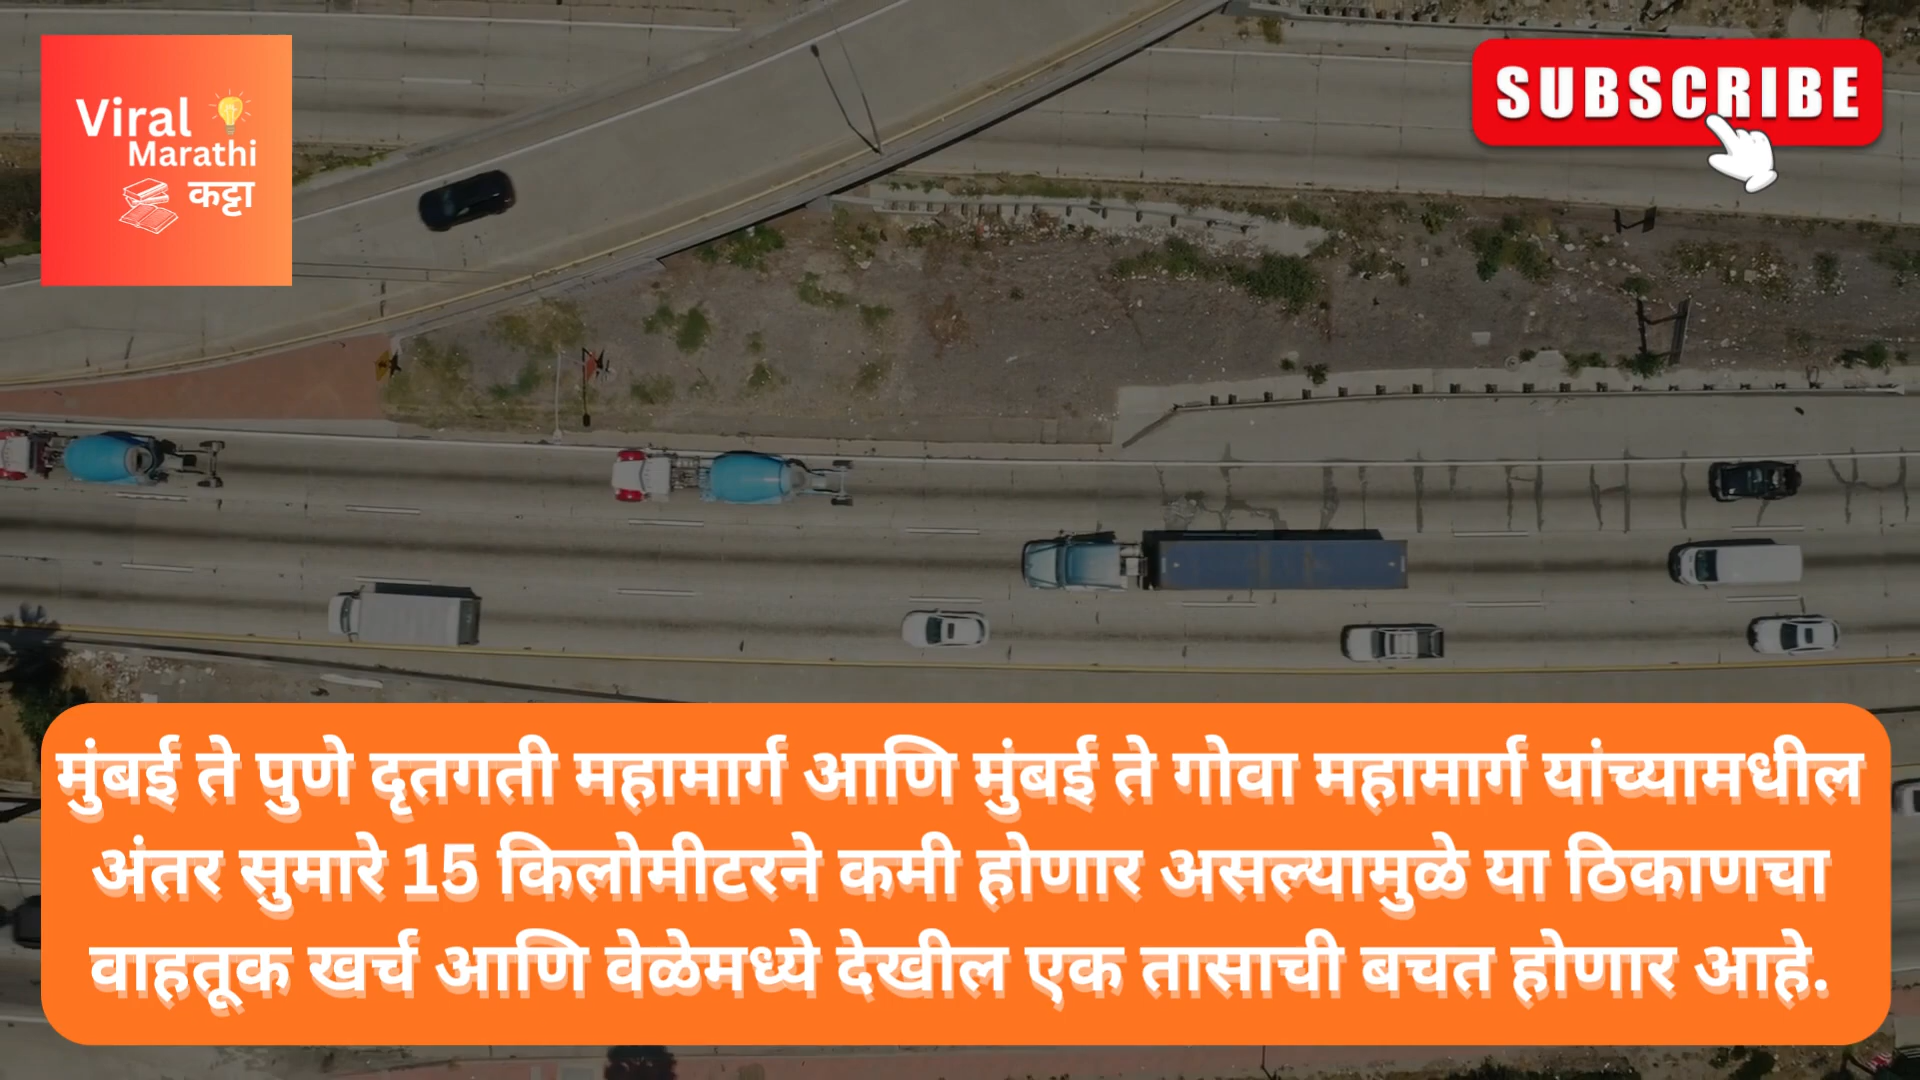 Viral
Marathi
कट्टा
SUBSCRIBE
मुंबई ते पुणे दृतगती महामार्ग आणि मुंबई ते गोवा महामार्ग यांच्यामधील
अंतर सुमारे 15 किलोमीटरने कमी होणार असल्यामुळे या ठिकाणचा
वाहतूक खर्च आणि वेळेमध्ये देखील एक तासाची बचत होणार आहे.